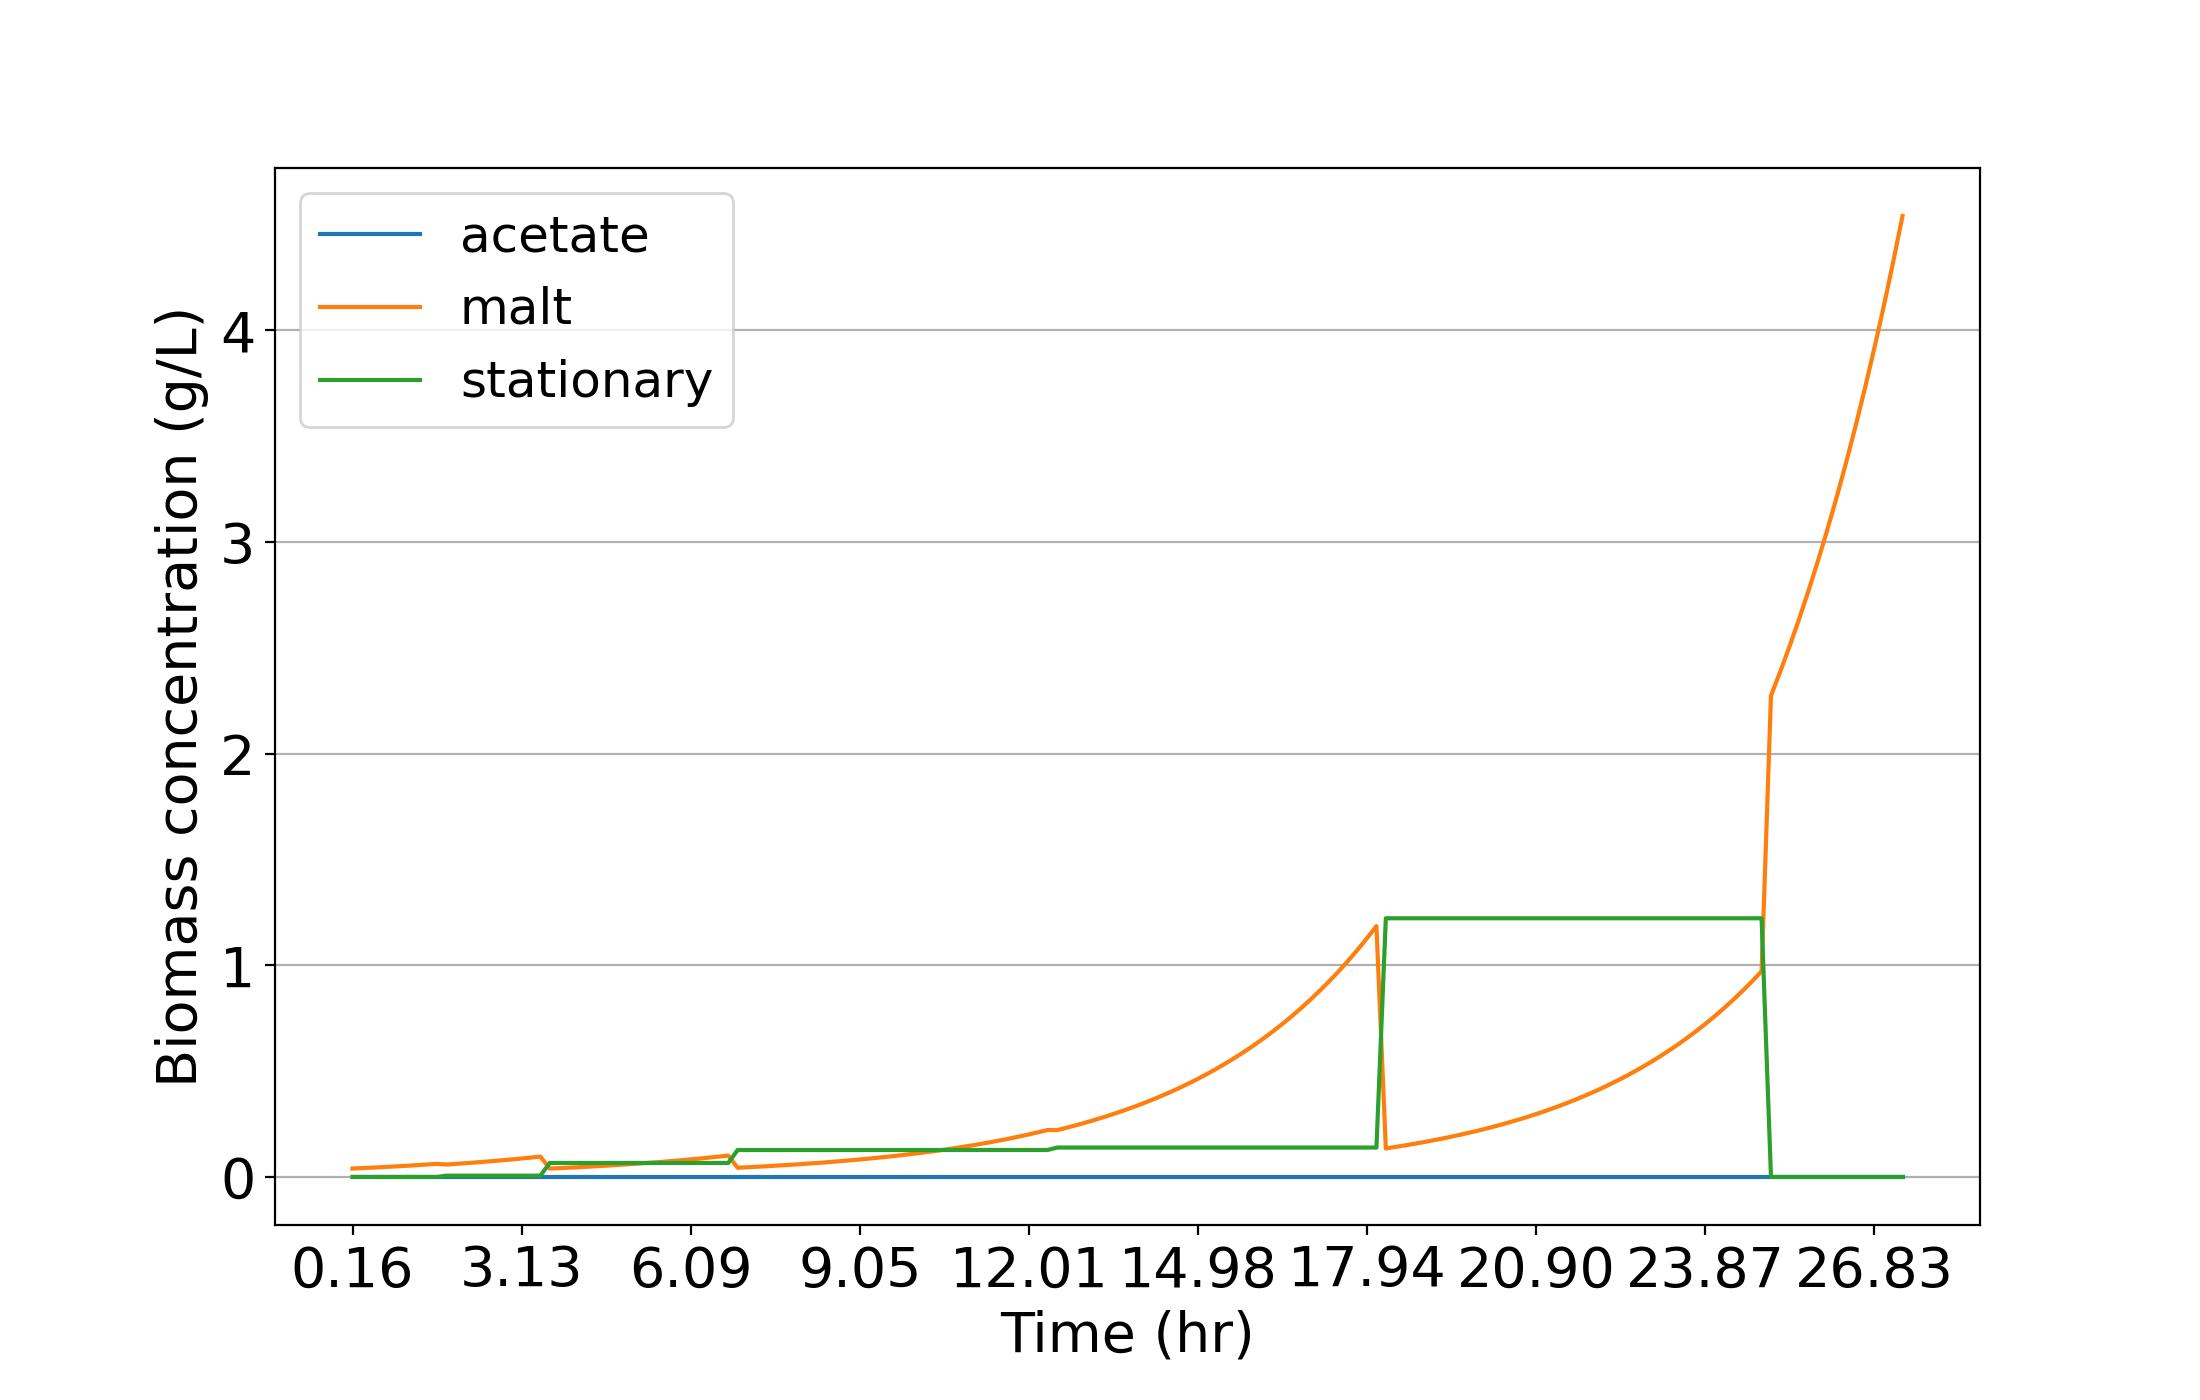 acetate
malt
stationary
Biomass concentration (g/L)
4
3
2
1
0
0.16 3.13 6.09 9.05 12.01 14.98 17.94 20.90 23.87 26.83
Time (hr)